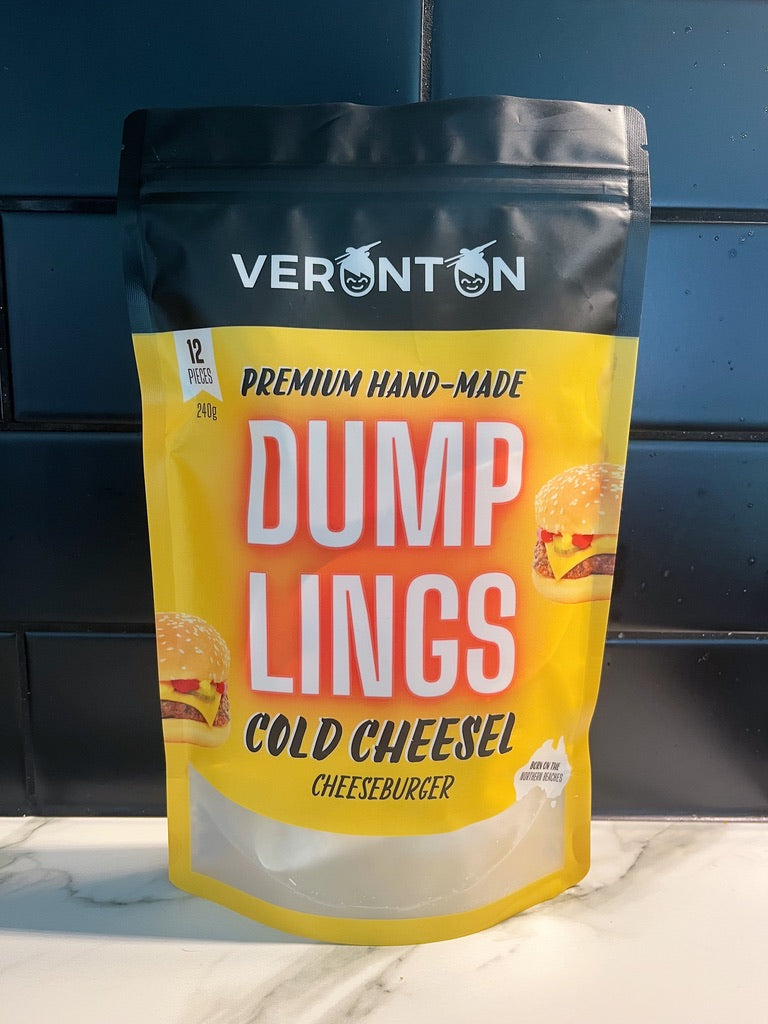 VERONTON
12
PIECES
240g
PREMIUM HAND-MADE
DUMP
LINGS
COLD CHEESEL
CHEESEBURGER
BORN ON THE
NORTHERN BEACHES